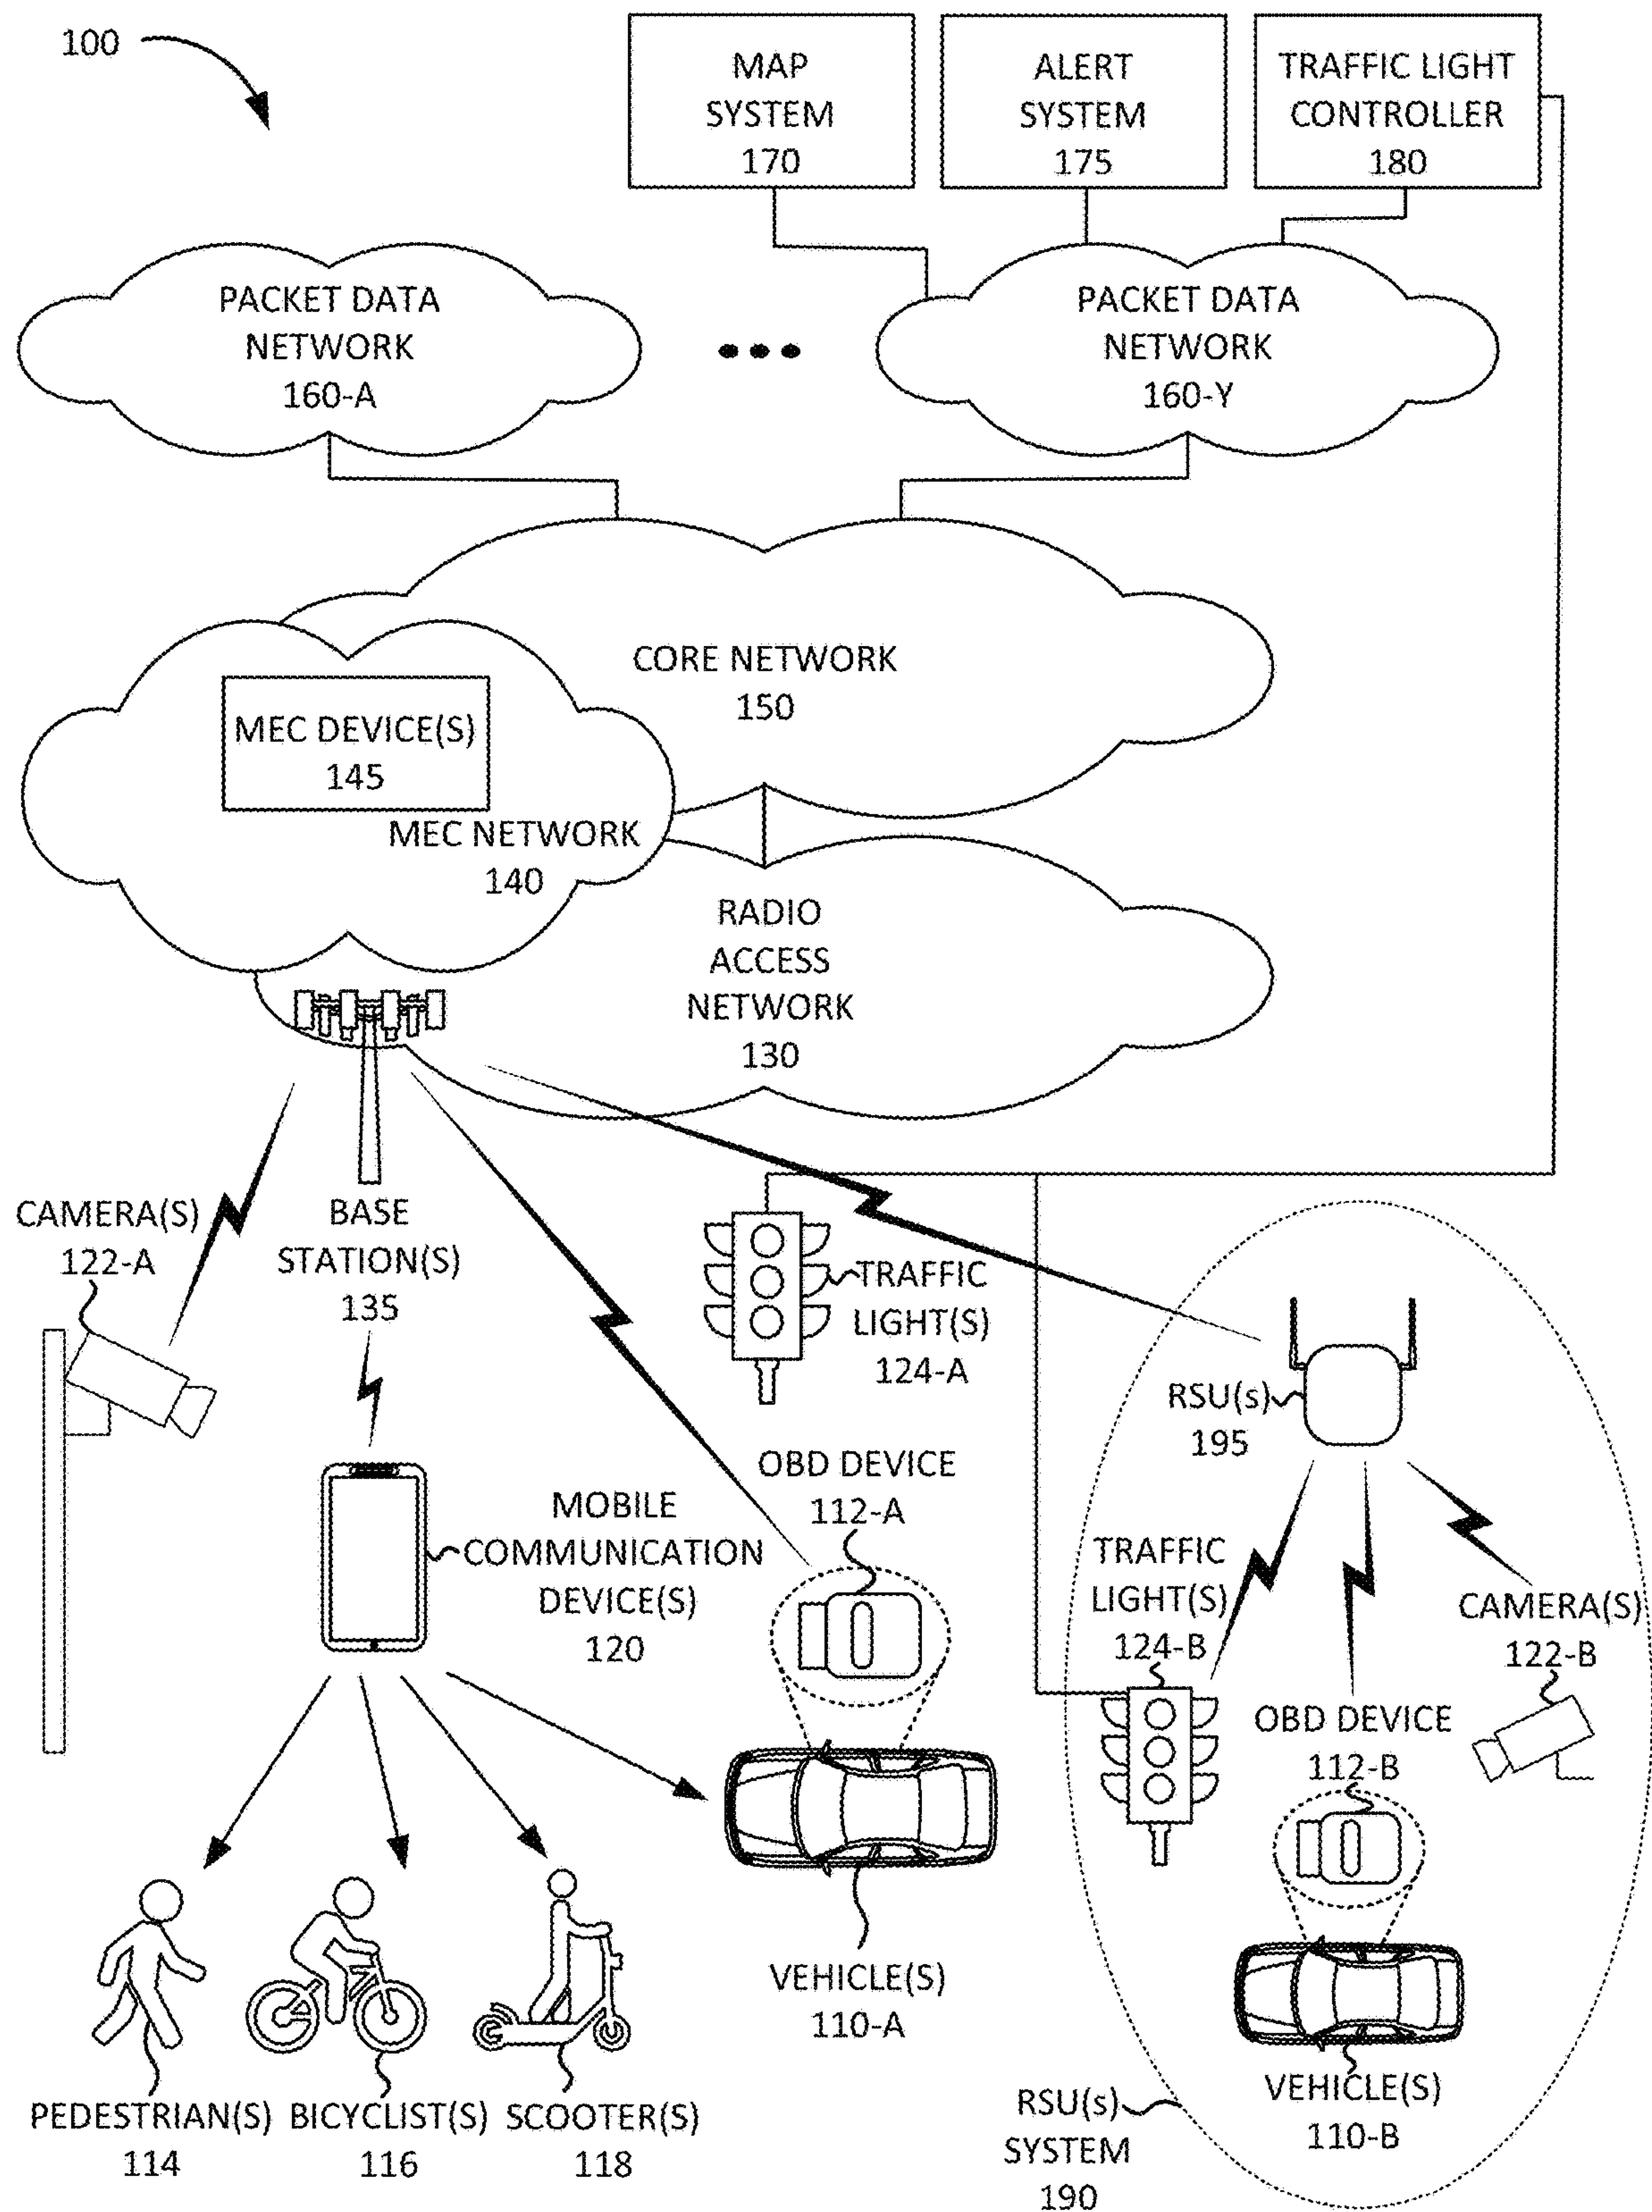 100
MAP
SYSTEM
170
ALERT
SYSTEM
175
TRAFFIC LIGHT
CONTROLLER
180
PACKET DATA
NETWORK
160-A
PACKET DATA
NETWORK
160-Y
CORE NETWORK
150
MEC DEVICE(S)
145
MEC NETWORK
140
RADIO
ACCESS
NETWORK
130
CAMERA(S)
122-A
BASE
STATION(S)
135
TRAFFIC
LIGHT(S)
124-A
RSU(s)
195
OBD DEVICE
112-A
MOBILE
COMMUNICATION
DEVICE(S)
120
TRAFFIC
LIGHT(S)
124-B
CAMERA(S)
122-B
OBD DEVICE
112-B
VEHICLE(S)
110-A
VEHICLE(S)
110-B
PEDESTRIAN(S)
114
BICYCLIST(S)
116
SCOOTER(S)
118
RSU(s)
SYSTEM
190